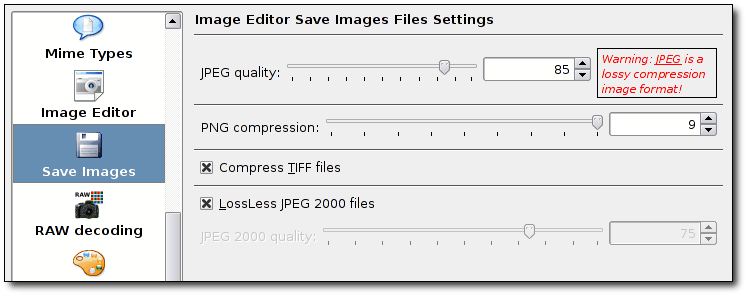 Mime Types
Image Editor
Save Images
RAW
RAW decoding
Image Editor Save Images Files Settings
JPEG quality:
85
Warning: JPEG is a
lossy compression
image format!
PNG compression:
9
Compress TIFF files
LossLess JPEG 2000 files
JPEG 2000 quality:
75